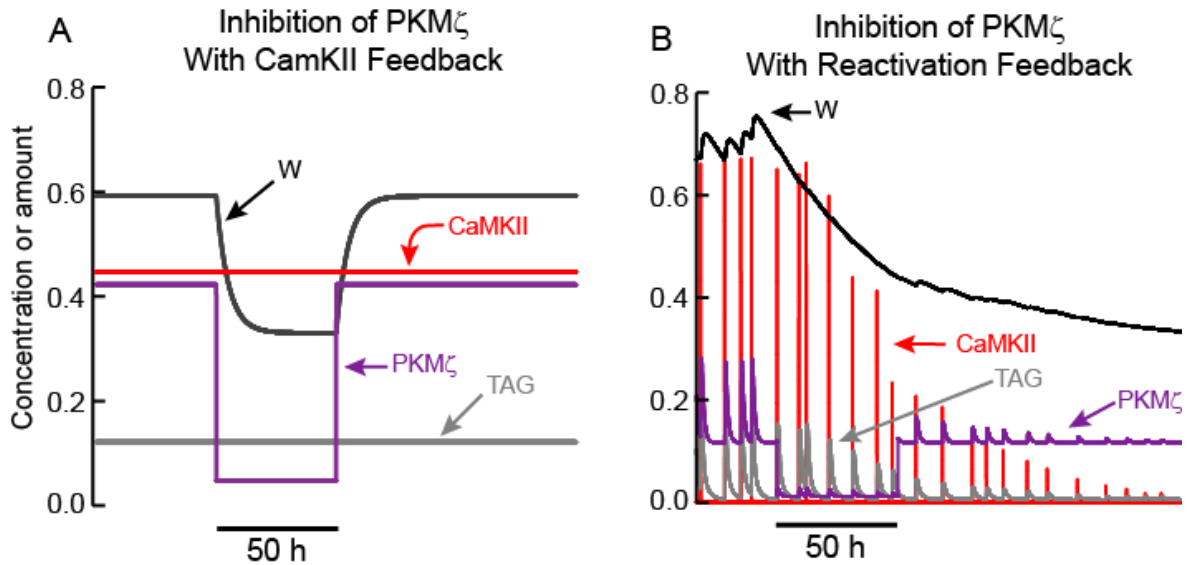 A
Inhibition of PKMζ
With CamKII Feedback
Concentration or amount
0.8
0.6
0.4
0.2
0.0
W
CaMKII
PKMζ
TAG
50 h
B
Inhibition of PKMζ
With Reactivation Feedback
0.8
0.6
0.4
0.2
0.0
W
CaMKII
TAG
PKMζ
50 h